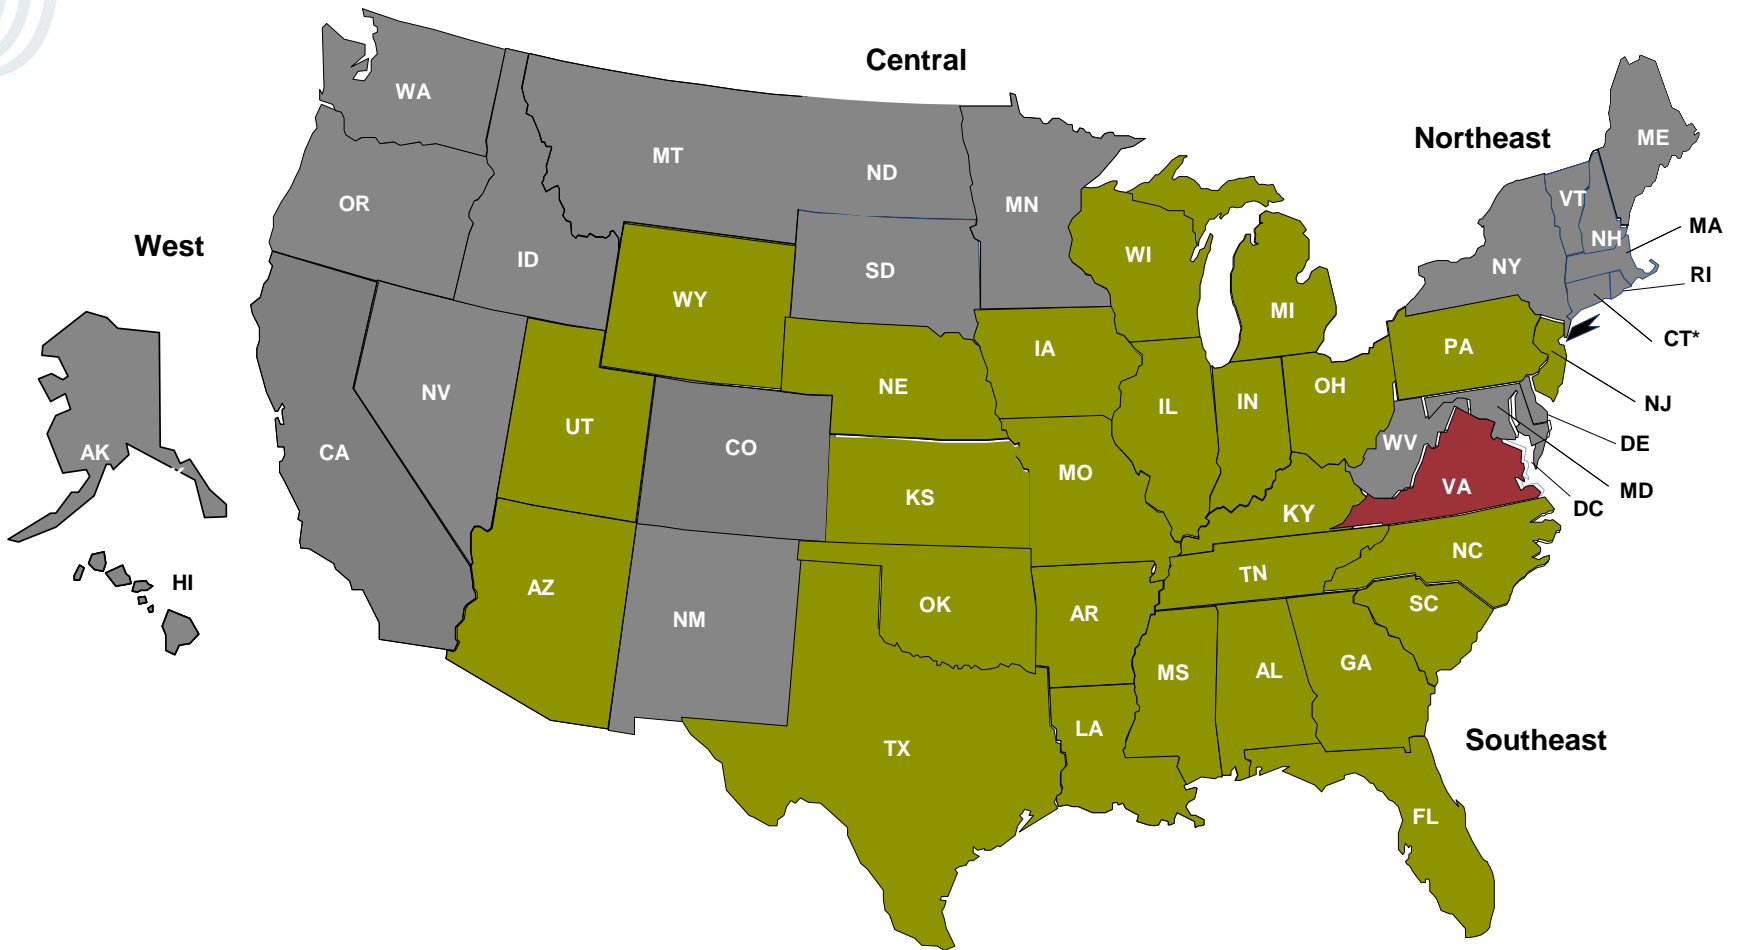 Central
Northeast
West
Southeast
WA
MT
ND
MN
OR
ID
SD
WY
WI
MI
NY
VT
NH
ME
MA
RI
CT*
NJ
DE
MD
DC
PA
OH
IN
IL
IA
NE
NV
UT
CO
CA
AK
HI
KS
MO
KY
WV
VA
NC
TN
SC
AZ
NM
OK
AR
MS
AL
GA
LA
TX
FL